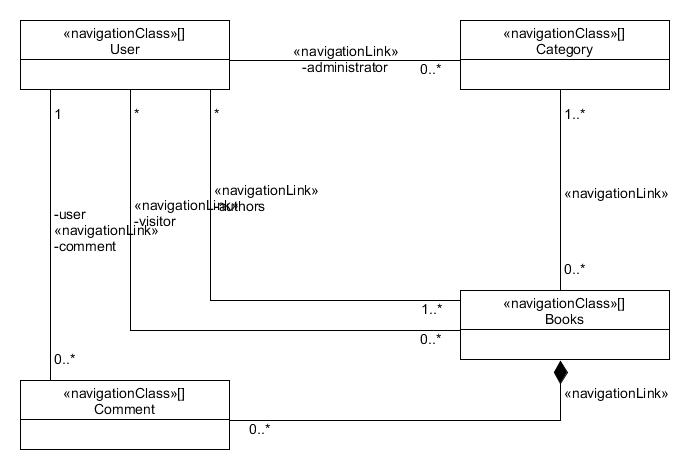 «navigationClass»[]
User
«navigationClass»[]
Category
«navigationLink»
-administrator
0..*
1
*
*
1..*
«navigationLink»
-authors
«navigationLink»
«navigationLink»
-visitor
-user
«navigationLink»
-comment
0..*
«navigationClass»[]
Books
1..*
0..*
0..*
«navigationClass»[]
Comment
«navigationLink»
0..*